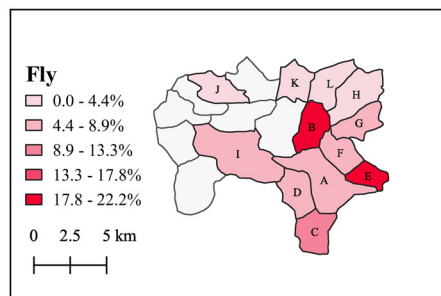 Fly
0.0 - 4.4%
4.4 - 8.9%
8.9 - 13.3%
13.3 - 17.8%
17.8 - 22.2%
0 2.5 5 km
J
K
L
H
B
G
I
F
E
D
A
C